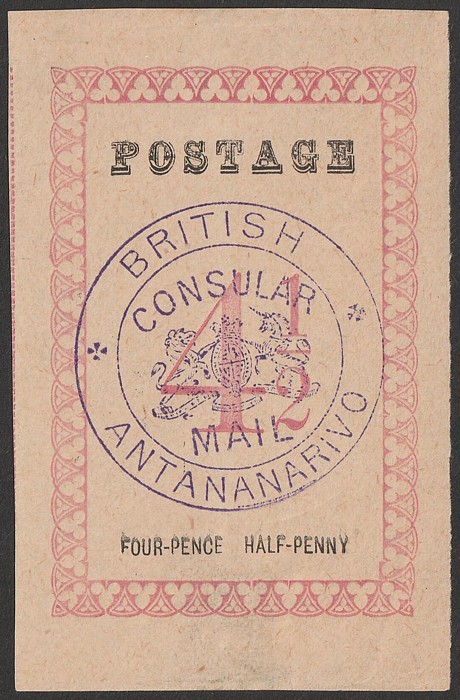 POSTAGE
BRITISH
CONSULAR
4½
MAIL
ANTANANARIVO
FOUR-PENCE HALF-PENNY